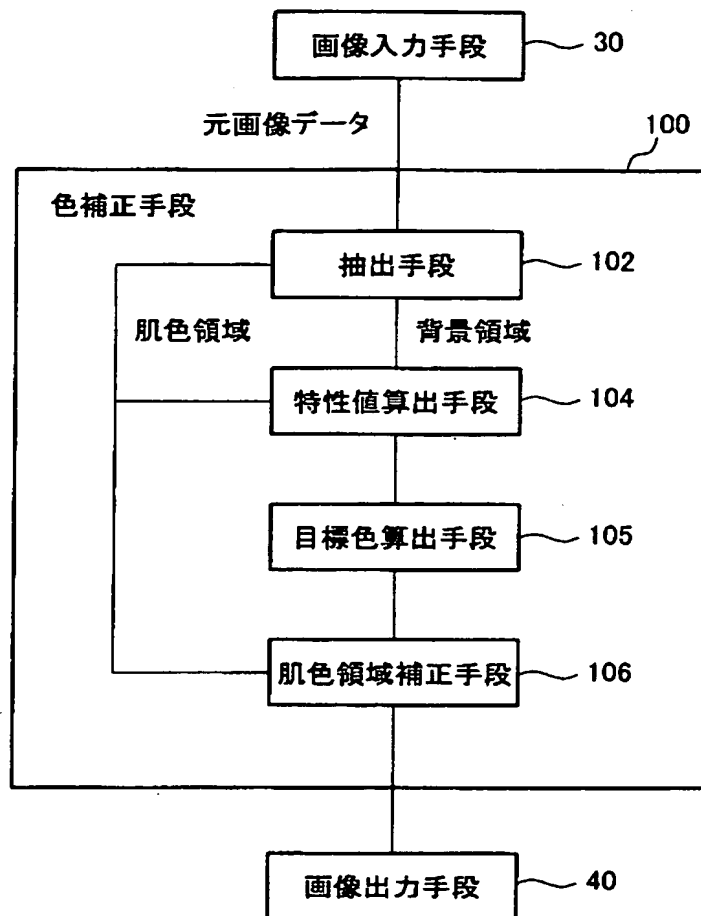 画像入力手段 30
元画像データ
100
色補正手段
抽出手段 102
肌色領域 背景領域
特性値算出手段 104
目標色算出手段 105
肌色領域補正手段 106
画像出力手段 40